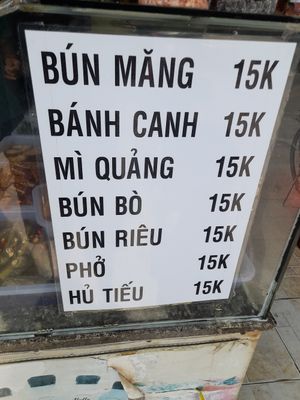 BÚN MĂNG 15K
BÁNH CANH 15K
MÌ QUẢNG 15K
BÚN BÒ 15K
BÚN RIÊU 15K
PHỞ 15K
HỦ TIẾU 15K